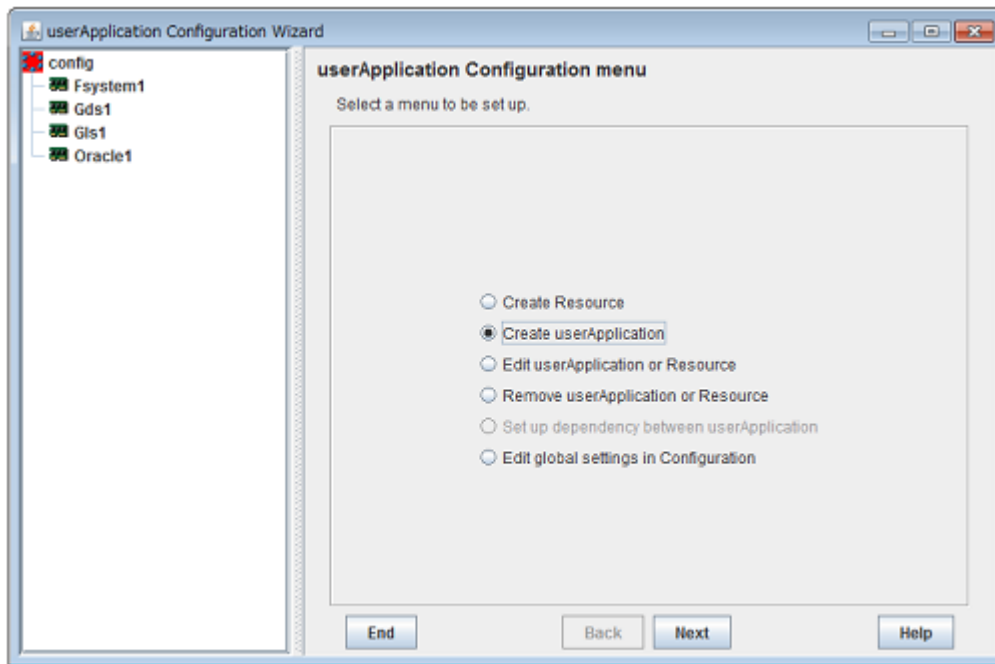 userApplication Configuration Wizard
config
Fsystem1
Gds1
Gls1
Oracle1
userApplication Configuration menu
Select a menu to be set up.
Create Resource
Create userApplication
Edit userApplication or Resource
Remove userApplication or Resource
Set up dependency between userApplication
Edit global settings in Configuration
End
Back
Next
Help